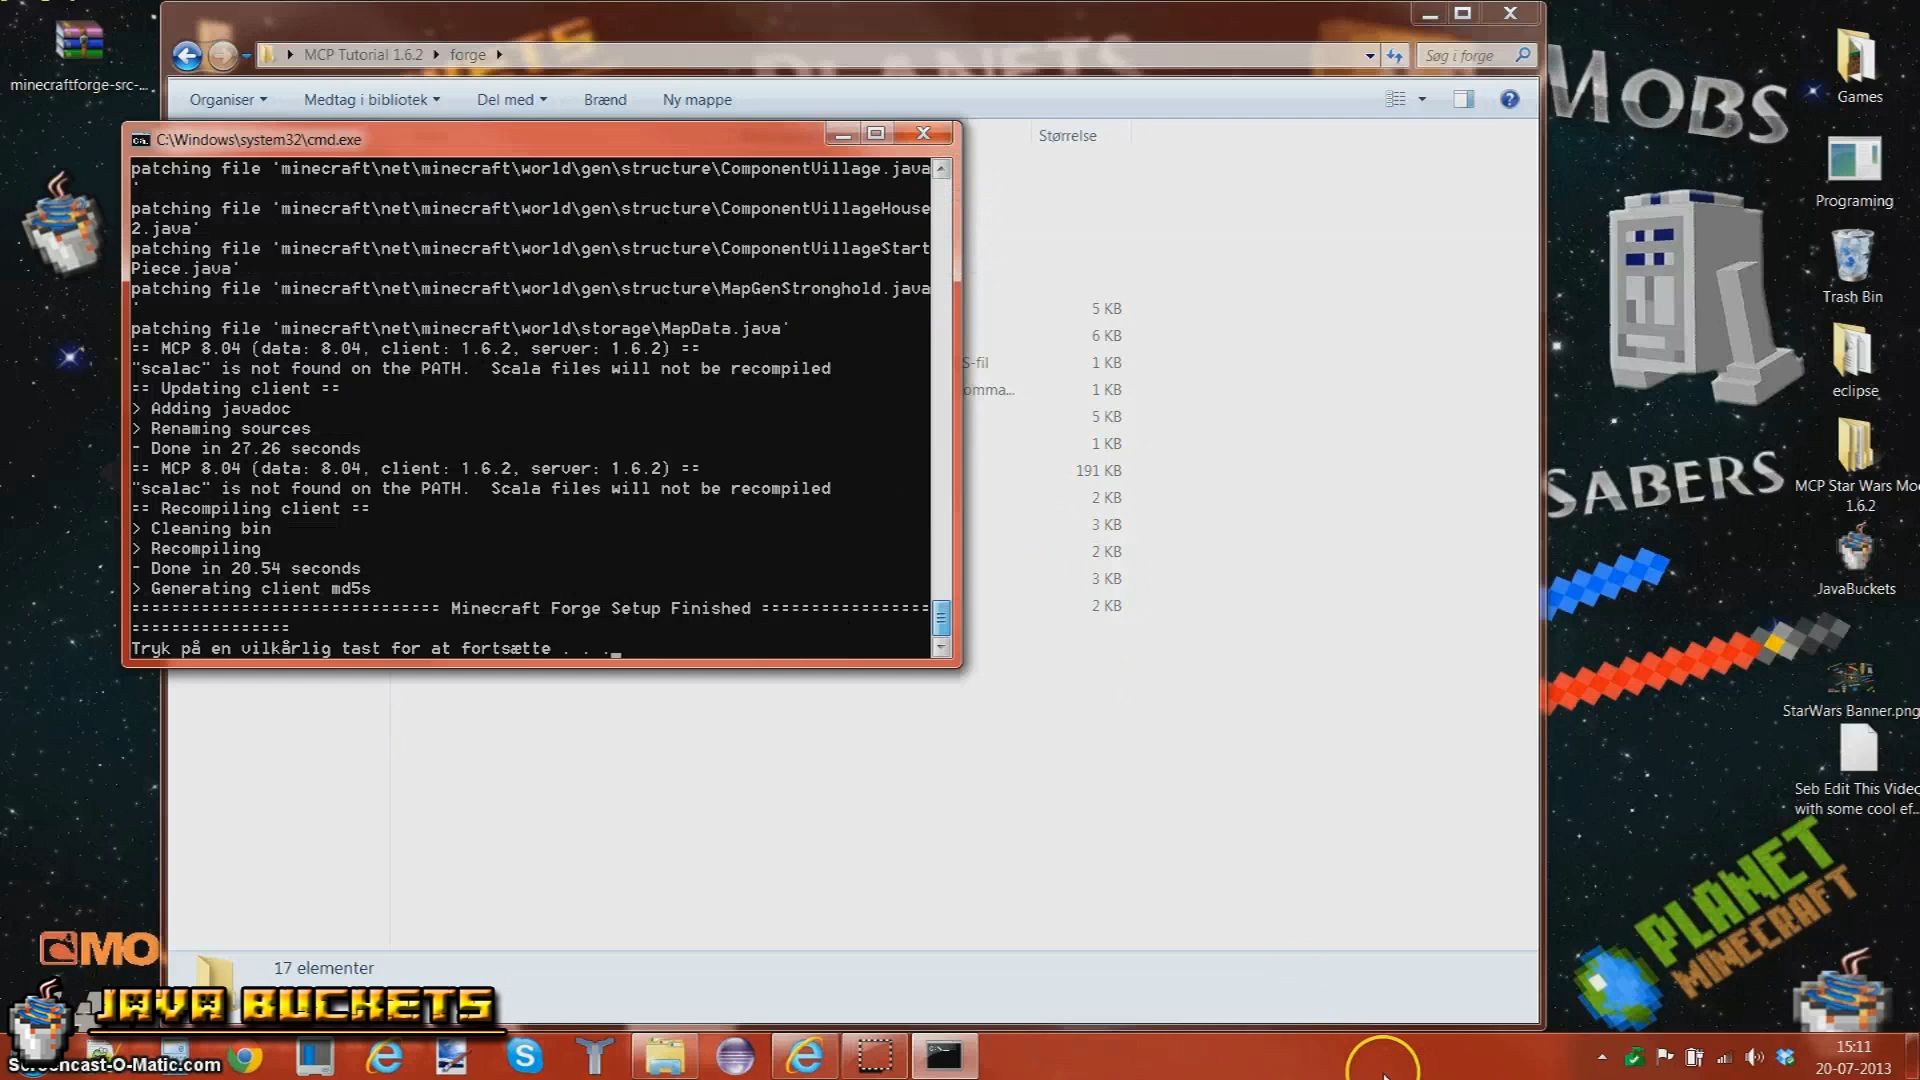 minecraftforge-src-...
MCP Tutorial 1.6.2
forge
Søg i forge
Organiser
Medtag i bibliotek
Del med
Brænd
Ny mappe
Størrelse
C:\Windows\system32\cmd.exe
patching file 'minecraft\net\minecraft\world\gen\structure\ComponentVillage.java
'
patching file 'minecraft\net\minecraft\world\gen\structure\ComponentVillageHouse
2.java'
patching file 'minecraft\net\minecraft\world\gen\structure\ComponentVillageStart
Piece.java'
patching file 'minecraft\net\minecraft\world\gen\structure\MapGenStronghold.java
'
patching file 'minecraft\net\minecraft\world\storage\MapData.java'
== MCP 8.04 (data: 8.04, client: 1.6.2, server: 1.6.2) ==
"scalac" is not found on the PATH.  Scala files will not be recompiled
== Updating client ==
> Adding javadoc
> Renaming sources
- Done in 27.26 seconds
== MCP 8.04 (data: 8.04, client: 1.6.2, server: 1.6.2) ==
"scalac" is not found on the PATH.  Scala files will not be recompiled
== Recompiling client ==
> Cleaning bin
> Recompiling
- Done in 20.54 seconds
> Generating client md5s
=============================== Minecraft Forge Setup Finished =================
================
Tryk på en vilkårlig tast for at fortsætte . . .
5 KB
6 KB
S-fil
1 KB
omma...
1 KB
5 KB
1 KB
191 KB
2 KB
3 KB
2 KB
3 KB
2 KB
17 elementer
MOBS
SABERS
PLANET
MINECRAFT
Games
Programing
Trash Bin
eclipse
MCP Star Wars Mo
1.6.2
JavaBuckets
StarWars Banner.png
Seb Edit This Video
with some cool ef...
MO
JAVA BUCKETS
Screencast-O-Matic.com
15:11
20-07-2013